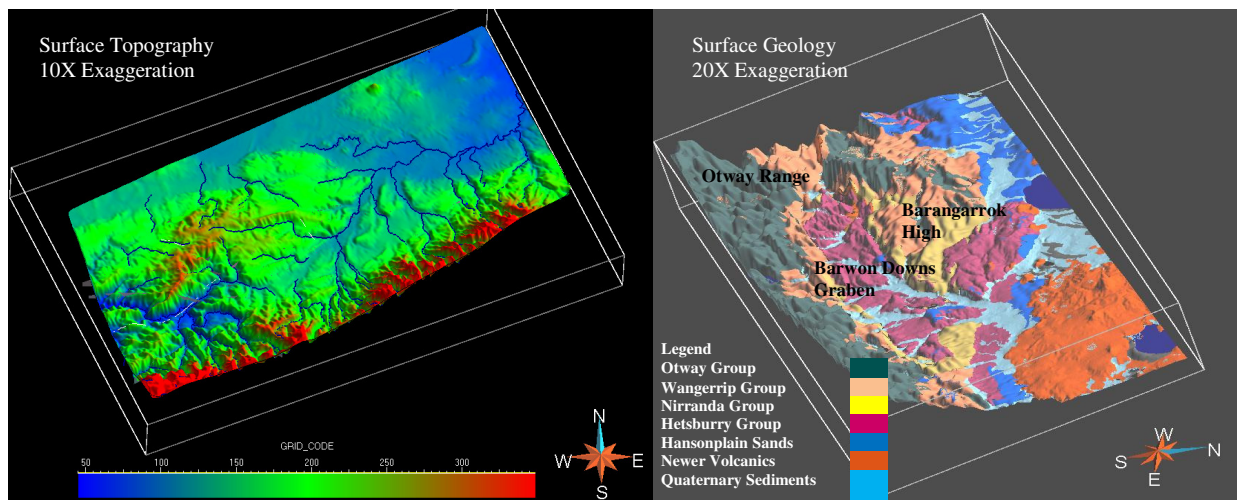 Surface Topography
10X Exaggeration
GRID_CODE
50
100
150
200
250
300
N
W
E
S
Surface Geology
20X Exaggeration
Otway Range
Barangarrok
High
Barwon Downs
Graben
Legend
Otway Group
Wangerrip Group
Nirranda Group
Hetsburry Group
Hansonplain Sands
Newer Volcanics
Quaternary Sediments
W
N
S
E